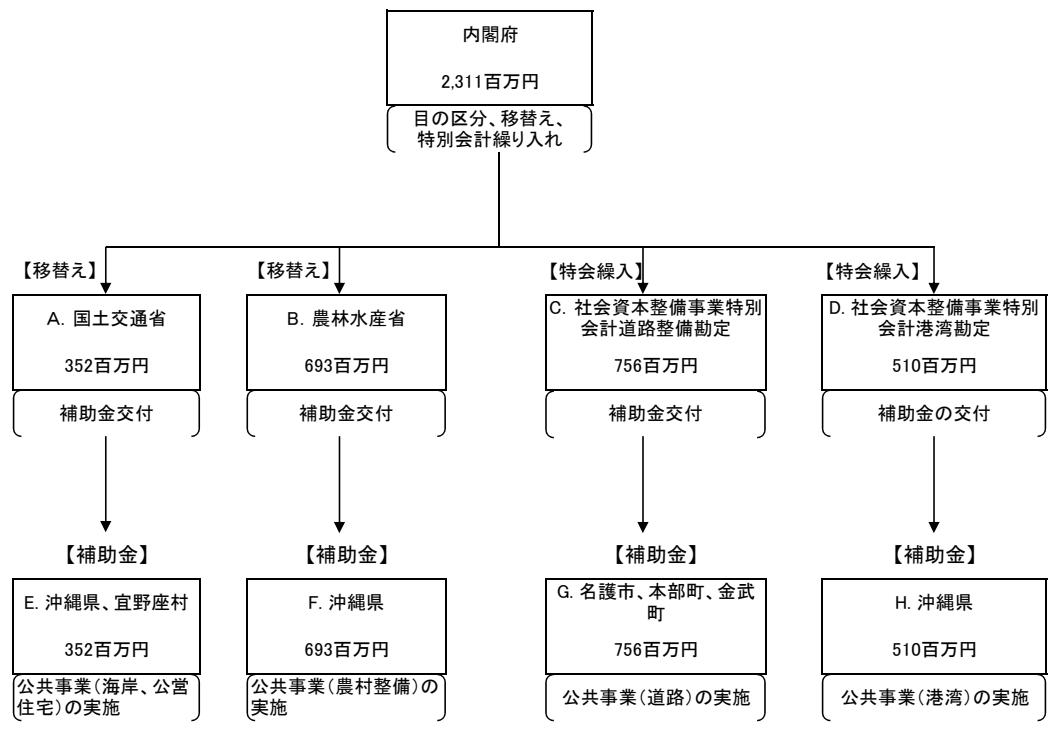 内閣府
2,311百万円
目の区分、移替え、
特別会計繰り入れ
【移替え】
A. 国土交通省
352百万円
補助金交付
【移替え】
B. 農林水産省
693百万円
補助金交付
【特会繰入】
C. 社会資本整備事業特別
会計道路整備勘定
756百万円
補助金交付
【特会繰入】
D. 社会資本整備事業特別
会計港湾勘定
510百万円
補助金の交付
【補助金】
E. 沖縄県、宜野座村
352百万円
公共事業(海岸、公営
住宅)の実施
【補助金】
F. 沖縄県
693百万円
公共事業(農村整備)の
実施
【補助金】
G. 名護市、本部町、金武
町
756百万円
公共事業(道路)の実施
【補助金】
H. 沖縄県
510百万円
公共事業(港湾)の実施